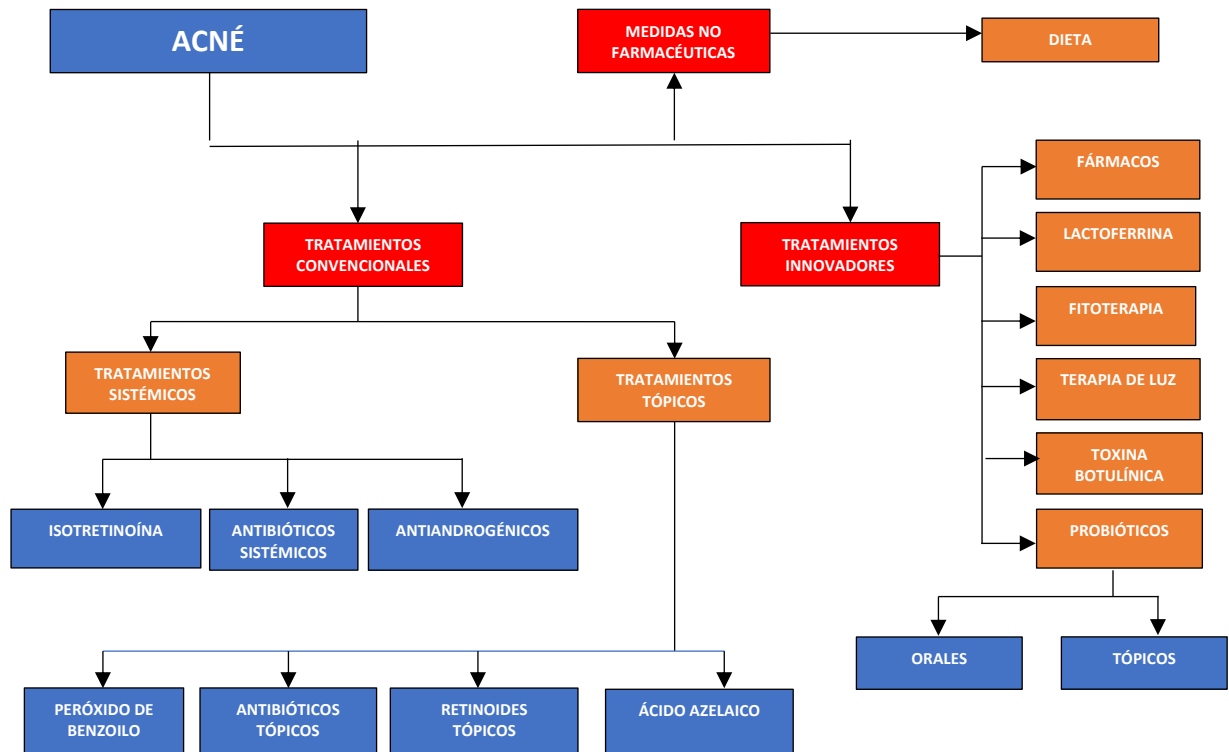 ACNÉ
MEDIDAS NO
FARMACÉUTICAS
DIETA
TRATAMIENTOS
CONVENCIONALES
TRATAMIENTOS
INNOVADORES
FÁRMACOS
LACTOFERRINA
FITOTERAPIA
TERAPIA DE LUZ
TOXINA
BOTULÍNICA
PROBIÓTICOS
ORALES
TÓPICOS
TRATAMIENTOS
SISTÉMICOS
TRATAMIENTOS
TÓPICOS
ISOTRETINOÍNA
ANTIBIÓTICOS
SISTÉMICOS
ANTIANDROGÉNICOS
PERÓXIDO DE
BENZOILO
ANTIBIÓTICOS
TÓPICOS
RETINOIDES
TÓPICOS
ÁCIDO AZELAICO